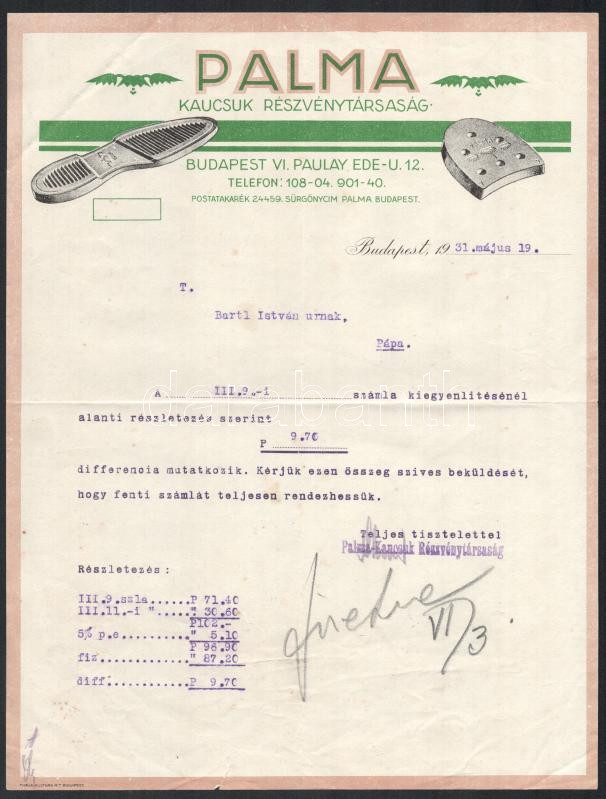 PALMA
KAUCSUK RÉSZVÉNYTÁRSASÁG.
BUDAPEST VI. PAULAY EDE-U. 12.
TELEFON: 108-04. 901-40.
POSTATAKARÉK 24459. SÜRGÖNYCIM PALMA BUDAPEST.
Budapest, 1931.május 19.
T.
Bartl István urnak,
Pápa.
A III.9.-i számla kiegyenlitésénél
alanti részletezés szerint
P 9.70
differencia mutatkozik. Kérjük ezen összeg szives beküldését,
hogy fenti számlát teljesen rendezhessük.
Teljes tisztelettel
Palma-Kaucsuk Részvénytársaság
Részletezés:
III.9.szla......P 71.40
III.11.-i "....." 30.60
P102.-
5% p.e.........." 5.10
P 98.90
fiz............." 87.20
diff............P 9.70
VI/3
darabanth